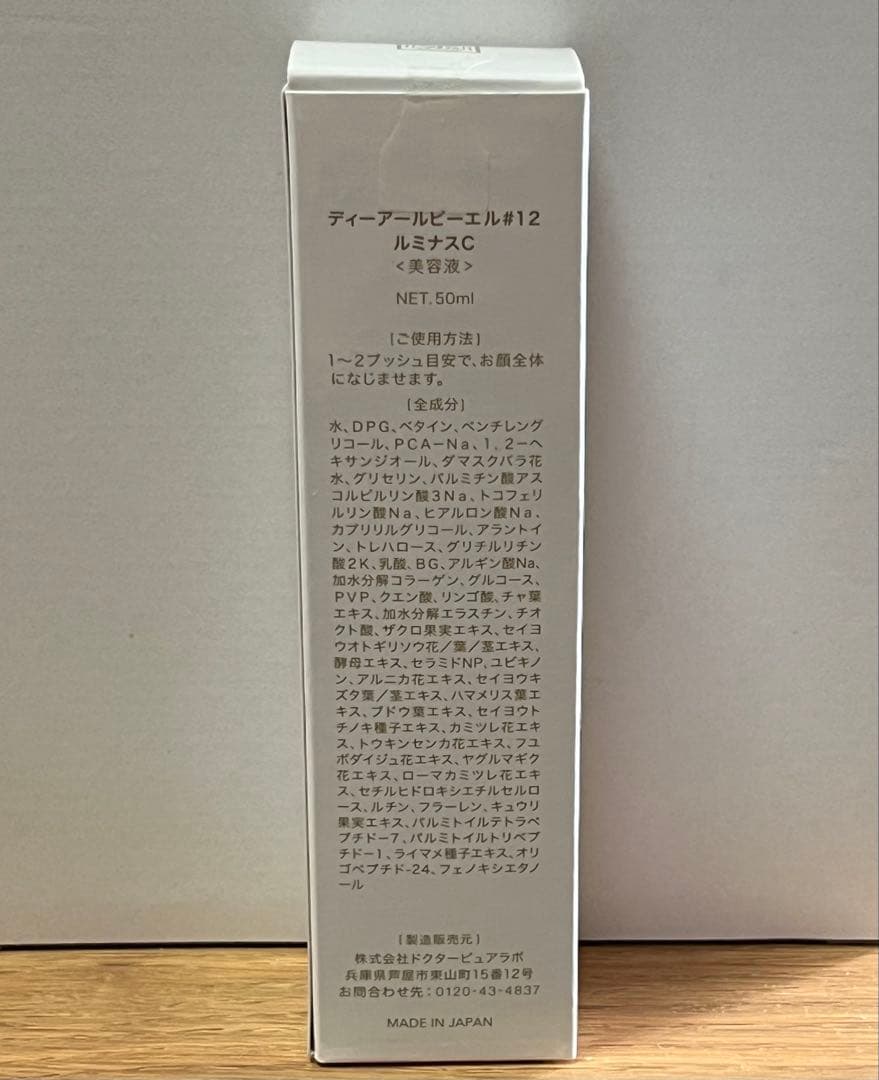 ディーアールピーエル#12
ルミナスC
<美容液>
NET.50ml
[ご使用方法]
1〜2プッシュ目安で、お顔全体
になじませます。
[全成分]
水、DPG、ベタイン、ペンチレング
リコール、PCA-Na、1,2-ヘ
キサンジオール、ダマスクバラ花
水、グリセリン、パルミチン酸アス
コルビルリン酸3Na、トコフェリ
ルリン酸Na、ヒアルロン酸Na、
カプリリルグリコール、アラントイ
ン、トレハロース、グリチルリチン
酸2K、乳酸、BG、アルギン酸Na、
加水分解コラーゲン、グルコース、
PVP、クエン酸、リンゴ酸、チャ葉
エキス、加水分解エラスチン、チオ
クト酸、ザクロ果実エキス、セイヨ
ウオトギリソウ花/葉/茎エキス、
酵母エキス、セラミドNP、ユビキノ
ン、アルニカ花エキス、セイヨウキ
ズタ葉/茎エキス、ハマメリス葉エ
キス、ブドウ葉エキス、セイヨウト
チノキ種子エキス、カミツレ花エキ
ス、トウキンセンカ花エキス、フユ
ボダイジュ花エキス、ヤグルマギク
花エキス、ローマカミツレ花エキ
ス、セチルヒドロキシエチルセルロ
ース、ルチン、フラーレン、キュウリ
果実エキス、パルミトイルテトラペ
プチド-7、パルミトイルトリペプ
チド-1、ライマメ種子エキス、オリ
ゴペプチド-24、フェノキシエタノ
ール
[製造販売元]
株式会社ドクターピュアラボ
兵庫県芦屋市東山町15番12号
お問合わせ先:0120-43-4837
MADE IN JAPAN